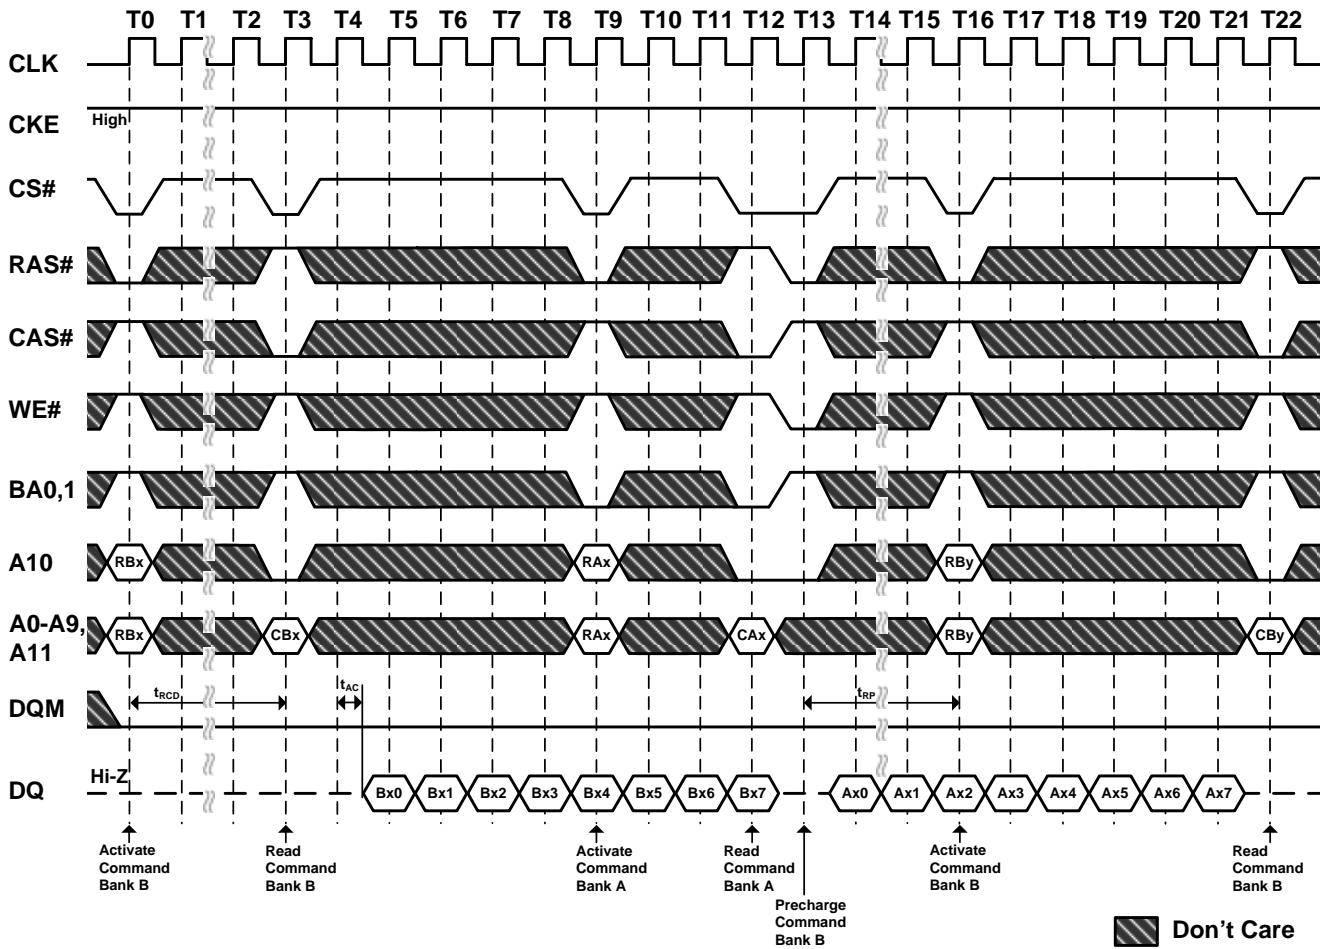 T0 T1 T2 T3 T4 T5 T6 T7 T8 T9 T10 T11 T12 T13 T14 T15 T16 T17 T18 T19 T20 T21 T22
CLK
CKE High
CS#
RAS#
CAS#
WE#
BA0,1
A10 RBx RAx RBy
A0-A9, A11 RBx CBx RAx CAx RBy CBy
DQM tRCD tAC tRP
DQ Hi-Z Bx0 Bx1 Bx2 Bx3 Bx4 Bx5 Bx6 Bx7 Ax0 Ax1 Ax2 Ax3 Ax4 Ax5 Ax6 Ax7
Activate
Command
Bank B
Read
Command
Bank B
Activate
Command
Bank A
Read
Command
Bank A
Precharge
Command
Bank B
Activate
Command
Bank B
Read
Command
Bank B
Don't Care